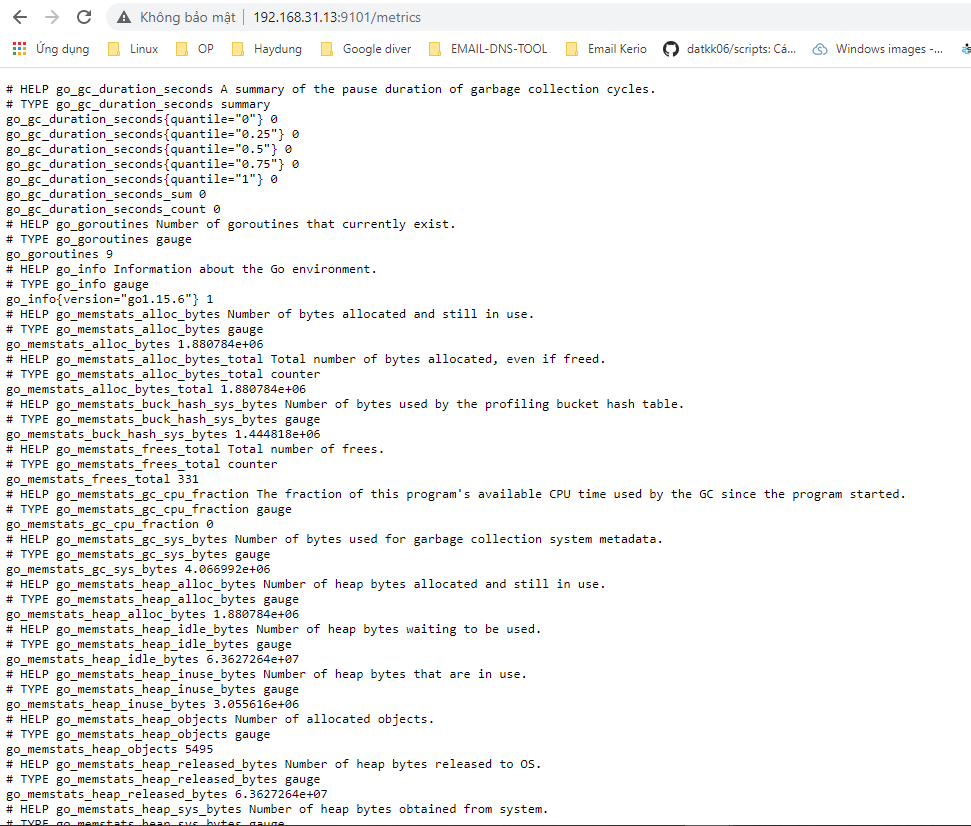 Không bảo mật 192.168.31.13:9101/metrics
Ứng dụng Linux OP Haydung Google diver EMAIL-DNS-TOOL Email Kerio datkk06/scripts: Cá... Windows images -...
# HELP go_gc_duration_seconds A summary of the pause duration of garbage collection cycles.
# TYPE go_gc_duration_seconds summary
go_gc_duration_seconds{quantile="0"} 0
go_gc_duration_seconds{quantile="0.25"} 0
go_gc_duration_seconds{quantile="0.5"} 0
go_gc_duration_seconds{quantile="0.75"} 0
go_gc_duration_seconds{quantile="1"} 0
go_gc_duration_seconds_sum 0
go_gc_duration_seconds_count 0
# HELP go_goroutines Number of goroutines that currently exist.
# TYPE go_goroutines gauge
go_goroutines 9
# HELP go_info Information about the Go environment.
# TYPE go_info gauge
go_info{version="go1.15.6"} 1
# HELP go_memstats_alloc_bytes Number of bytes allocated and still in use.
# TYPE go_memstats_alloc_bytes gauge
go_memstats_alloc_bytes 1.880784e+06
# HELP go_memstats_alloc_bytes_total Total number of bytes allocated, even if freed.
# TYPE go_memstats_alloc_bytes_total counter
go_memstats_alloc_bytes_total 1.880784e+06
# HELP go_memstats_buck_hash_sys_bytes Number of bytes used by the profiling bucket hash table.
# TYPE go_memstats_buck_hash_sys_bytes gauge
go_memstats_buck_hash_sys_bytes 1.444818e+06
# HELP go_memstats_frees_total Total number of frees.
# TYPE go_memstats_frees_total counter
go_memstats_frees_total 331
# HELP go_memstats_gc_cpu_fraction The fraction of this program's available CPU time used by the GC since the program started.
# TYPE go_memstats_gc_cpu_fraction gauge
go_memstats_gc_cpu_fraction 0
# HELP go_memstats_gc_sys_bytes Number of bytes used for garbage collection system metadata.
# TYPE go_memstats_gc_sys_bytes gauge
go_memstats_gc_sys_bytes 4.066992e+06
# HELP go_memstats_heap_alloc_bytes Number of heap bytes allocated and still in use.
# TYPE go_memstats_heap_alloc_bytes gauge
go_memstats_heap_alloc_bytes 1.880784e+06
# HELP go_memstats_heap_idle_bytes Number of heap bytes waiting to be used.
# TYPE go_memstats_heap_idle_bytes gauge
go_memstats_heap_idle_bytes 6.3627264e+07
# HELP go_memstats_heap_inuse_bytes Number of heap bytes that are in use.
# TYPE go_memstats_heap_inuse_bytes gauge
go_memstats_heap_inuse_bytes 3.055616e+06
# HELP go_memstats_heap_objects Number of allocated objects.
# TYPE go_memstats_heap_objects gauge
go_memstats_heap_objects 5495
# HELP go_memstats_heap_released_bytes Number of heap bytes released to OS.
# TYPE go_memstats_heap_released_bytes gauge
go_memstats_heap_released_bytes 6.3627264e+07
# HELP go_memstats_heap_sys_bytes Number of heap bytes obtained from system.
# TYPE go_memstats_heap_sys_bytes gauge